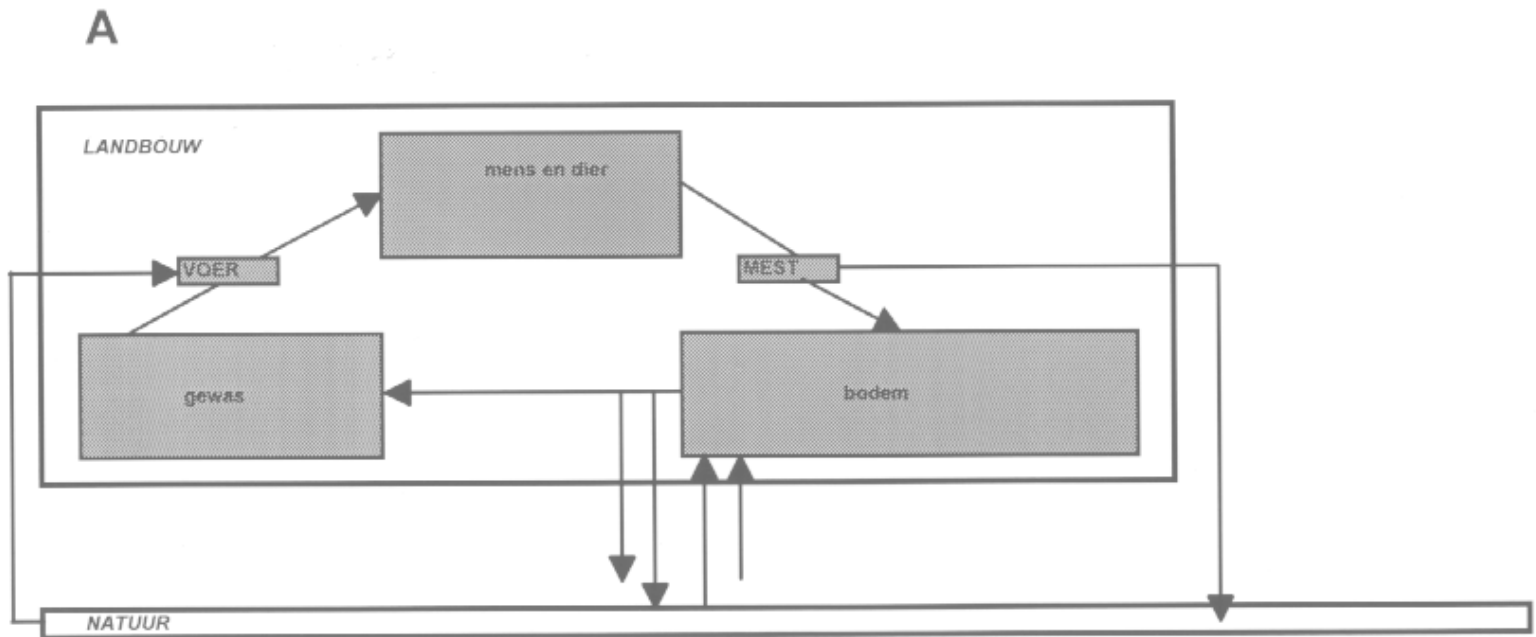 A
LANDBOUW
mens en dier
VOER
MEST
gewas
bodem
NATUUR